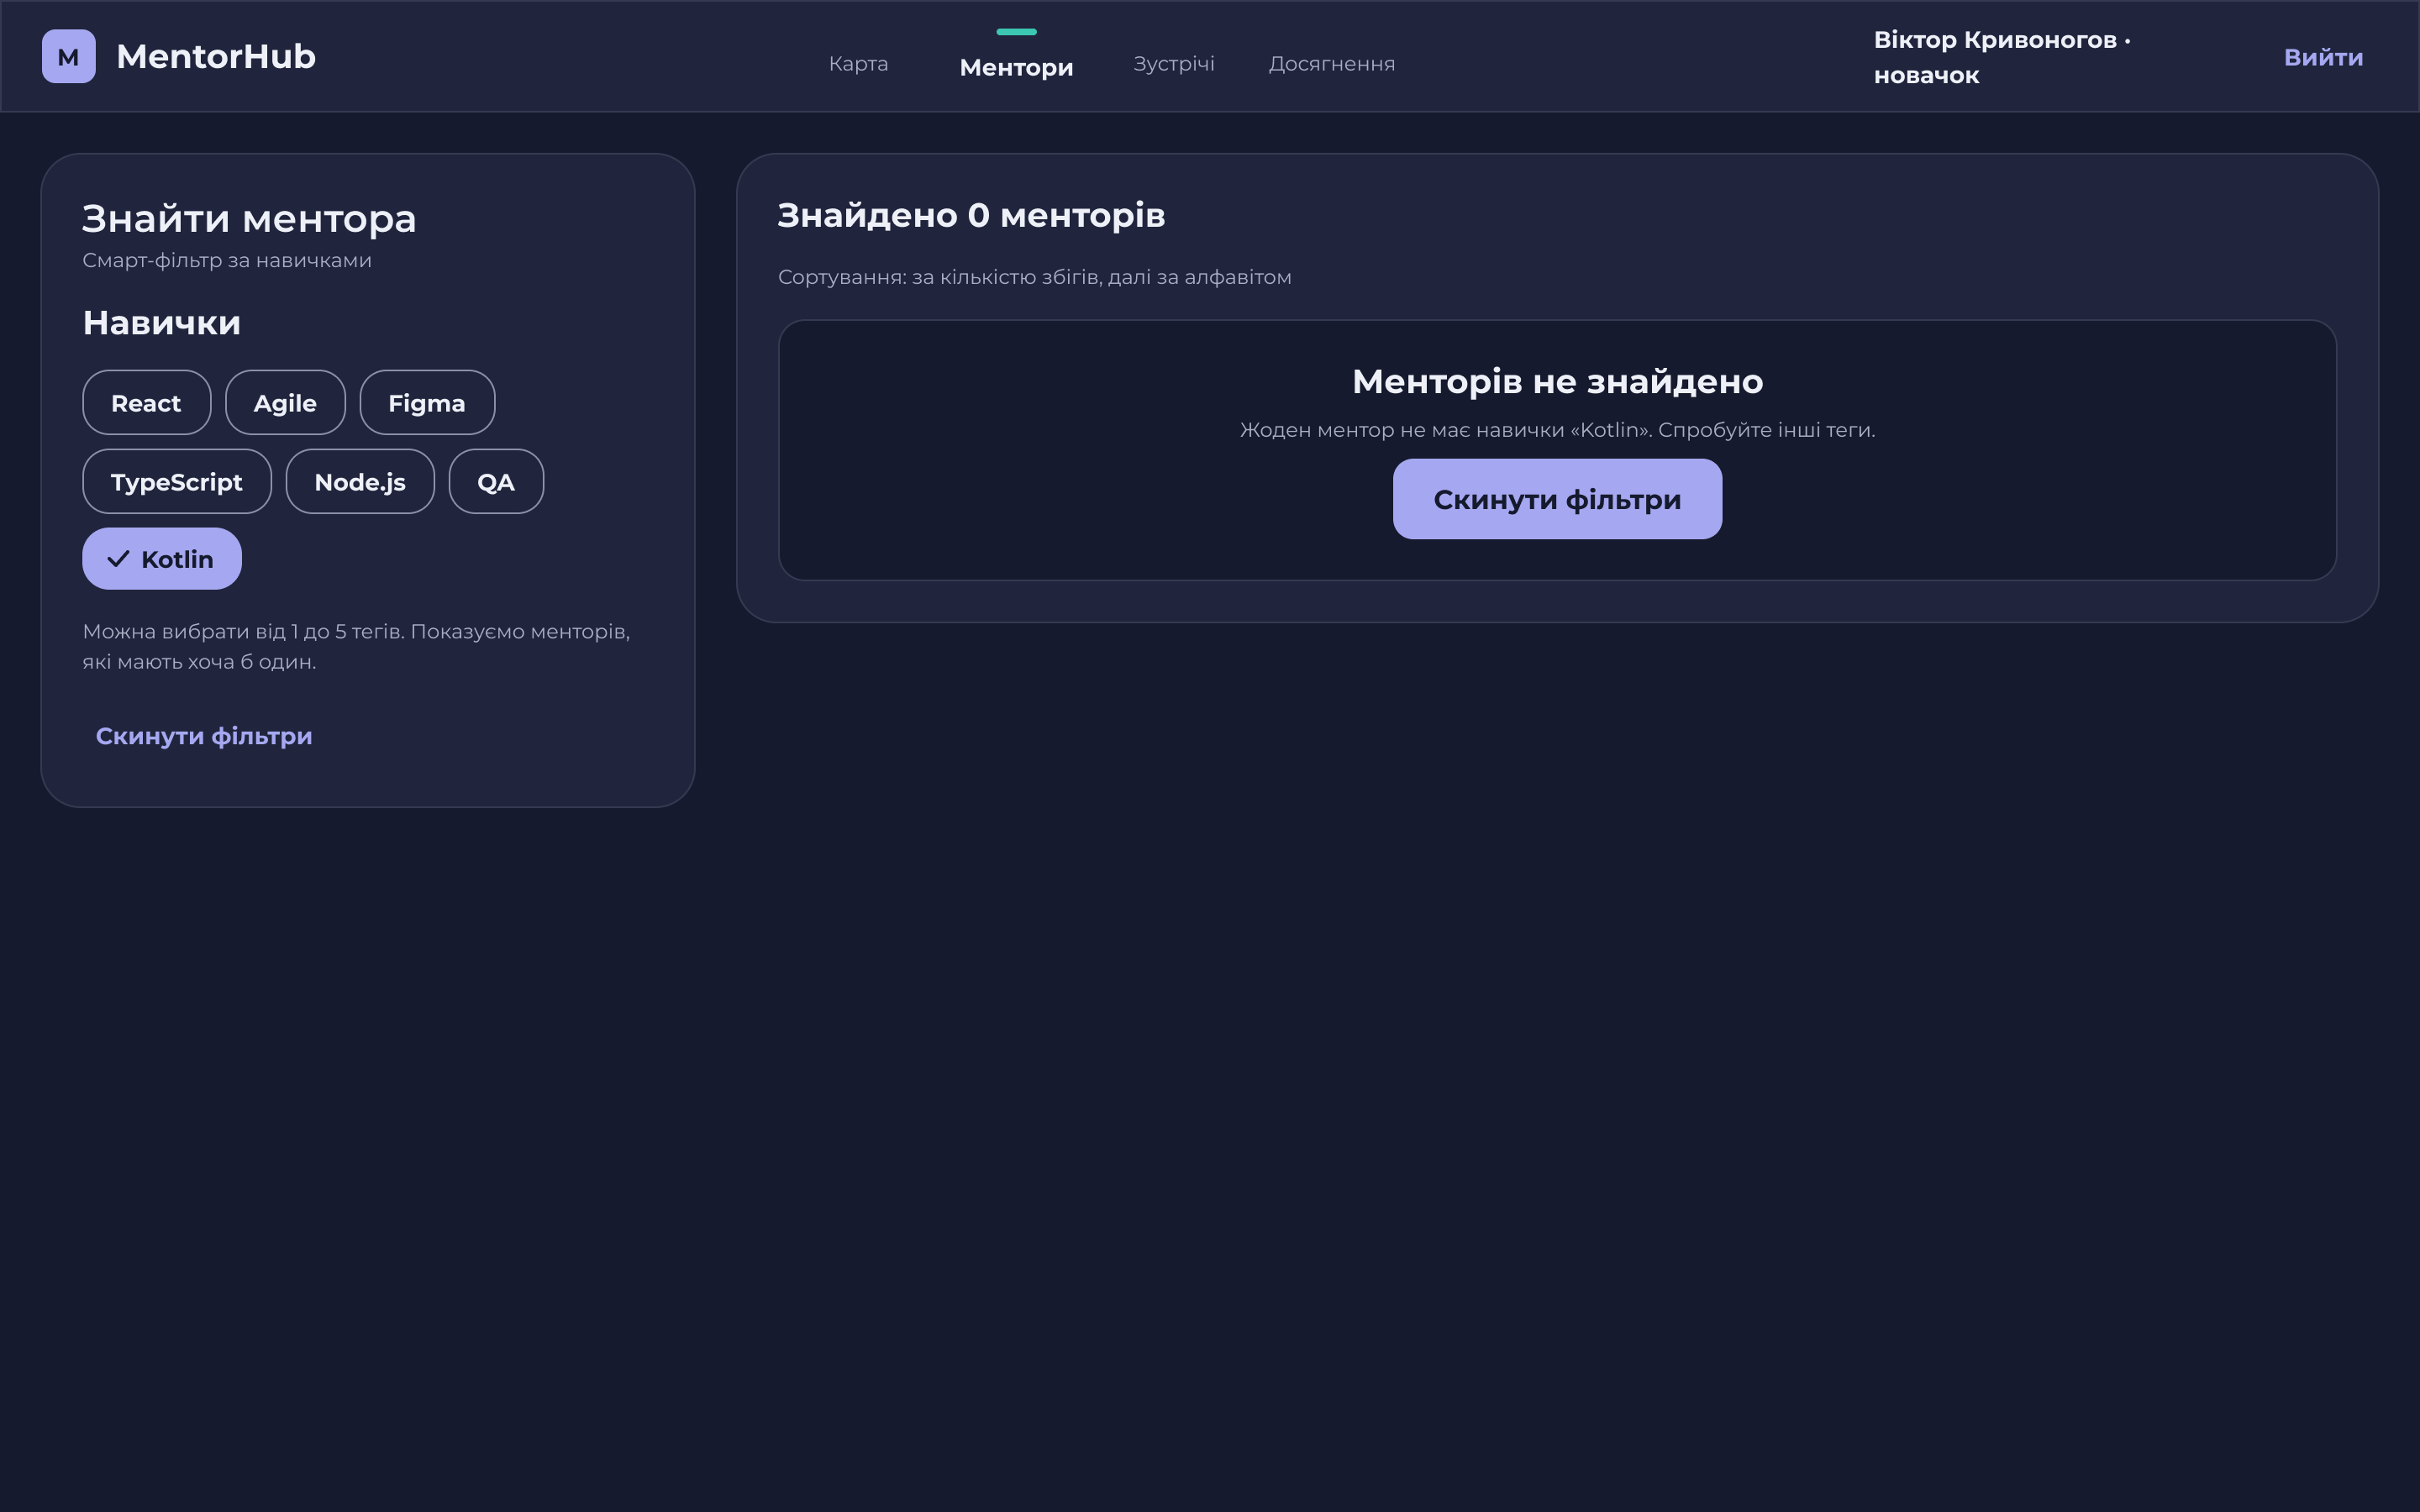 M
MentorHub
Карта
Ментори
Зустрічі
Досягнення
Віктор Кривоногов ·
новачок
Вийти
Знайти ментора
Смарт-фільтр за навичками
Навички
React
Agile
Figma
TypeScript
Node.js
QA
Kotlin
Можна вибрати від 1 до 5 тегів. Показуємо менторів,
які мають хоча б один.
Скинути фільтри
Знайдено 0 менторів
Сортування: за кількістю збігів, далі за алфавітом
Менторів не знайдено
Жоден ментор не має навички «Kotlin». Спробуйте інші теги.
Скинути фільтри